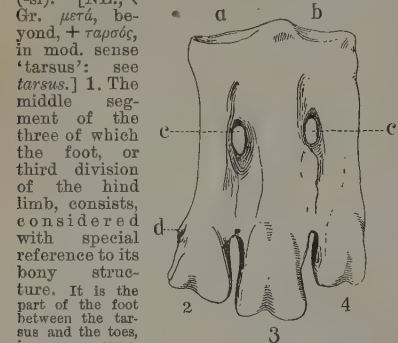 (-si). [NL., <
Gr. μετά, be-
yond, + ταρσός,
in mod. sense
'tarsus': see
tarsus.] 1. The
middle seg-
ment of the
three of which
the foot, or
third division
of the hind
limb, consists,
considered
with special
reference to its
bony struc-
ture. It is the
part of the foot
between the tar-
sus and the toes,
a b
c c
d
2 3 4